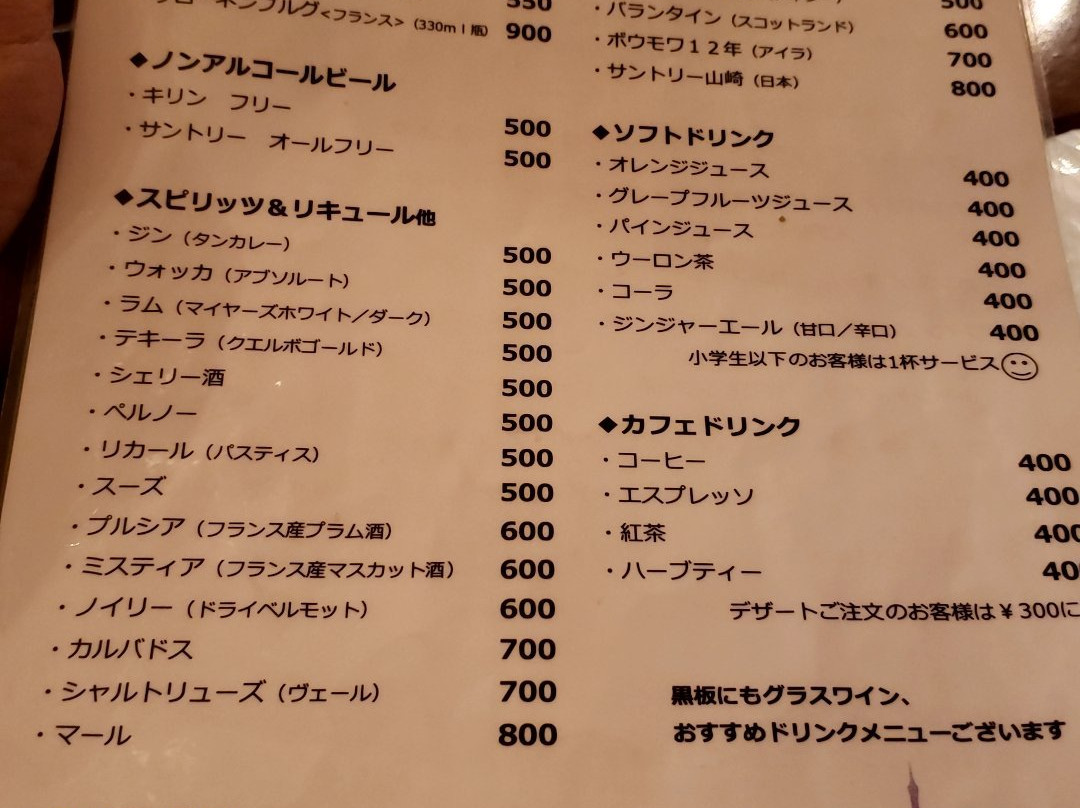 ネンブルグ<フランス>（330ml瓶） 900
◆ノンアルコールビール
・キリン　フリー 500
・サントリー　オールフリー 500
◆スピリッツ＆リキュール他
・ジン（タンカレー） 500
・ウォッカ（アブソルート） 500
・ラム（マイヤーズホワイト／ダーク） 500
・テキーラ（クエルボゴールド） 500
・シェリー酒 500
・ペルノー 500
・リカール（パスティス） 500
・スーズ 500
・プルシア（フランス産プラム酒） 600
・ミスティア（フランス産マスカット酒） 600
・ノイリー（ドライベルモット） 600
・カルバドス 700
・シャルトリューズ（ヴェール） 700
・マール 800
500
・バランタイン（スコットランド） 600
・ボウモワ１２年（アイラ） 700
・サントリー山崎（日本） 800
◆ソフトドリンク
・オレンジジュース 400
・グレープフルーツジュース 400
・パインジュース 400
・ウーロン茶 400
・コーラ 400
・ジンジャーエール（甘口／辛口） 400
小学生以下のお客様は1杯サービス
◆カフェドリンク
・コーヒー 400
・エスプレッソ 400
・紅茶 400
・ハーブティー 40
デザートご注文のお客様は￥300に
黒板にもグラスワイン、
おすすめドリンクメニューございます